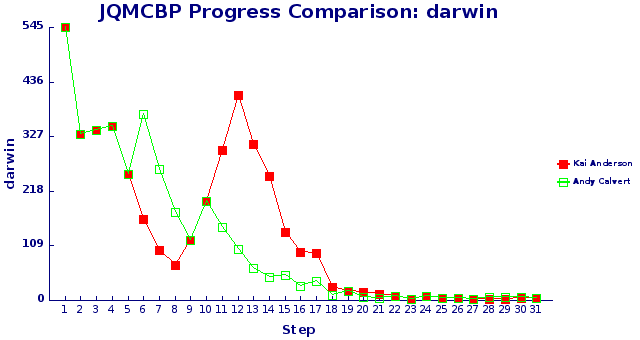 JQMCBP Progress Comparison: darwin
545
436
327
218
109
0
darwin
1 2 3 4 5 6 7 8 9 10 11 12 13 14 15 16 17 18 19 20 21 22 23 24 25 26 27 28 29 30 31
Step
Kai Anderson
Andy Calvert